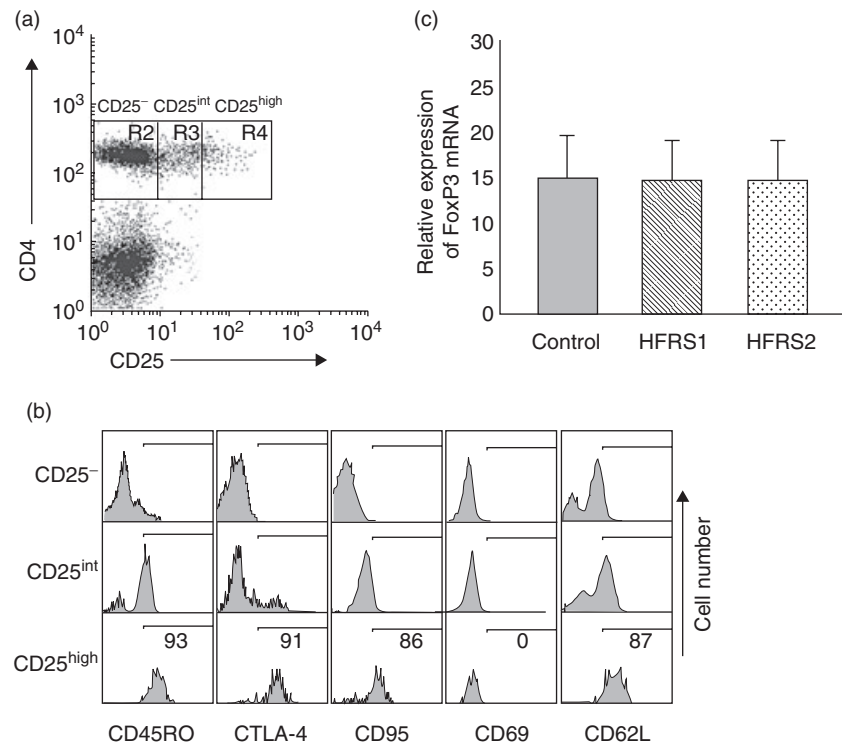 (a)
10⁴
10³
10²
10¹
10⁰
CD4
CD25⁻ CD25ⁱⁿᵗ CD25ʰⁱᵍʰ
R2 R3 R4
10⁰ 10¹ 10² 10³ 10⁴
CD25
(c)
Relative expression
of FoxP3 mRNA
30
25
20
15
10
5
0
Control HFRS1 HFRS2
(b)
CD25⁻
CD25ⁱⁿᵗ
CD25ʰⁱᵍʰ
93 91 86 0 87
CD45RO CTLA-4 CD95 CD69 CD62L
Cell number